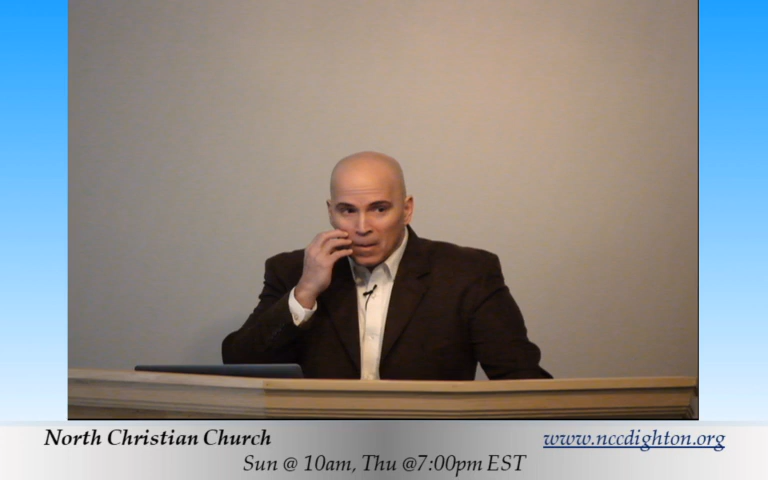 North Christian Church
www.nccdighton.org
Sun @ 10am, Thu @7:00pm EST